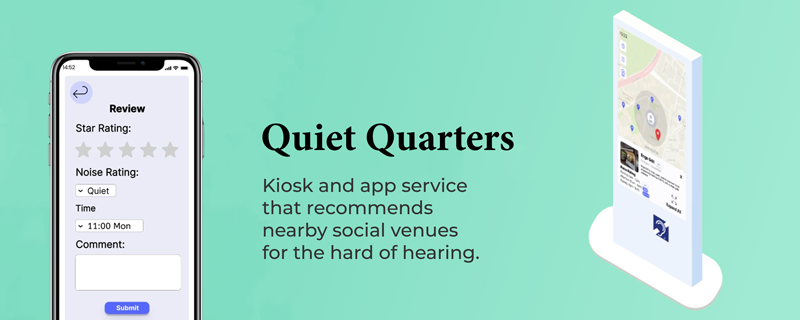 14:52
Review
Star Rating:
Noise Rating:
Quiet
Time
11:00 Mon
Comment:
Submit
Quiet Quarters
Kiosk and app service
that recommends
nearby social venues
for the hard of hearing.